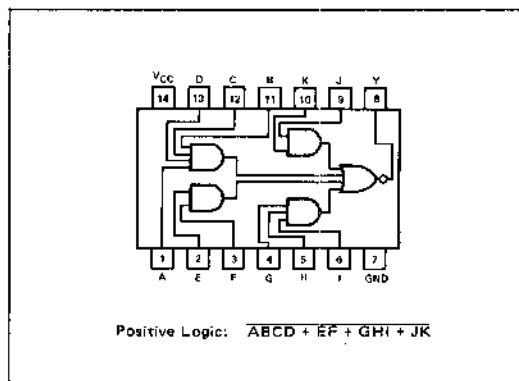 VCC D C B K J Y
14 13 12 11 10 9 8
1 2 3 4 5 6 7
A E F G H I GND
Positive Logic: ABCD + EF + GHI + JK